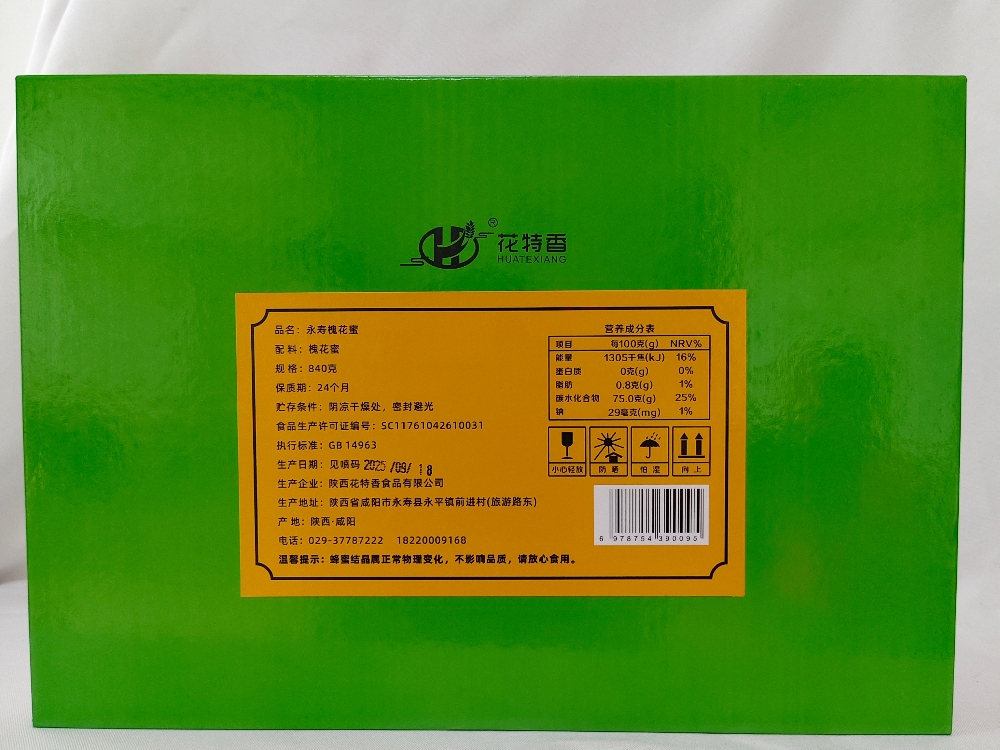 花特香®
HUATEXIANG
品名：永寿槐花蜜
配料：槐花蜜
规格：840克
保质期：24个月
贮存条件：阴凉干燥处，密封避光
食品生产许可证编号：SC11761042610031
执行标准：GB 14963
生产日期：见喷码 2025/09/18
生产企业：陕西花特香食品有限公司
生产地址：陕西省咸阳市永寿县永平镇前进村(旅游路东)
产地：陕西·咸阳
电话：029-37787222 18220009168
温馨提示：蜂蜜结晶属正常物理变化，不影响品质，请放心食用。
营养成分表
项目 每100克(g) NRV%
能量 1305千焦(kJ) 16%
蛋白质 0克(g) 0%
脂肪 0.8克(g) 1%
碳水化合物 75.0克(g) 25%
钠 29毫克(mg) 1%
小心轻放 防晒 怕湿 向上
6 978754 390095